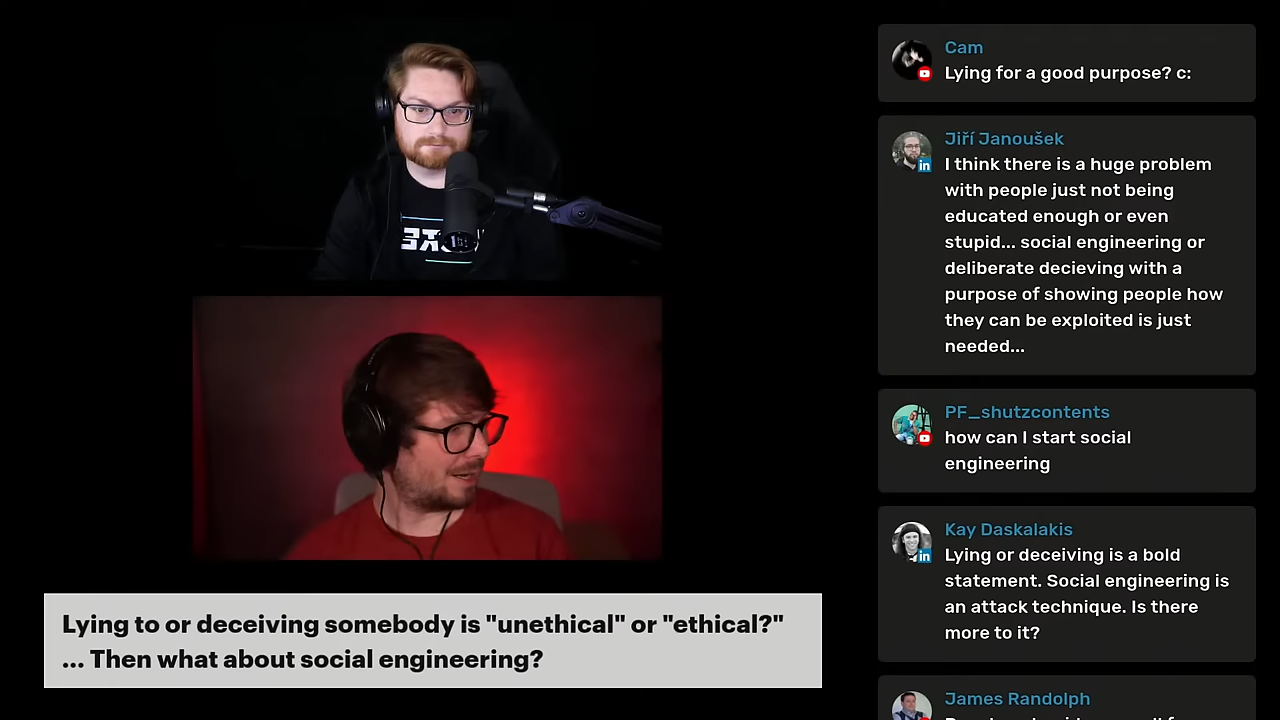 Cam
Lying for a good purpose? c:
Jiří Janoušek
I think there is a huge problem
with people just not being
educated enough or even
stupid... social engineering or
deliberate decieving with a
purpose of showing people how
they can be exploited is just
needed...
PF_shutzcontents
how can I start social
engineering
Kay Daskalakis
Lying or deceiving is a bold
statement. Social engineering is
an attack technique. Is there
more to it?
James Randolph
Lying to or deceiving somebody is "unethical" or "ethical?"
... Then what about social engineering?